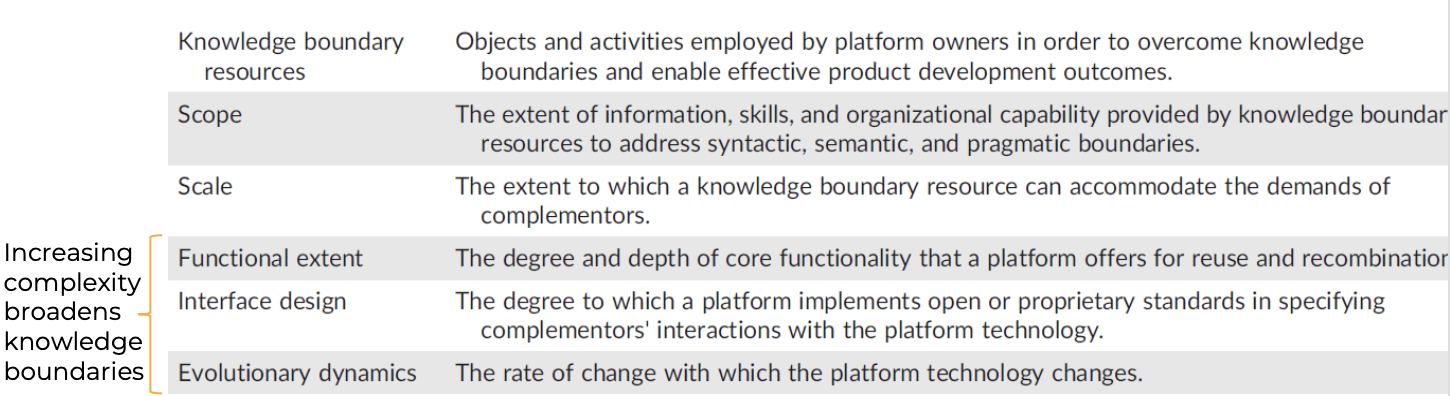 Knowledge boundary resources
Objects and activities employed by platform owners in order to overcome knowledge
boundaries and enable effective product development outcomes.
Scope
The extent of information, skills, and organizational capability provided by knowledge boundar
resources to address syntactic, semantic, and pragmatic boundaries.
Scale
The extent to which a knowledge boundary resource can accommodate the demands of
complementors.
Increasing
complexity
broadens
knowledge
boundaries
Functional extent
The degree and depth of core functionality that a platform offers for reuse and recombination
Interface design
The degree to which a platform implements open or proprietary standards in specifying
complementors' interactions with the platform technology.
Evolutionary dynamics
The rate of change with which the platform technology changes.